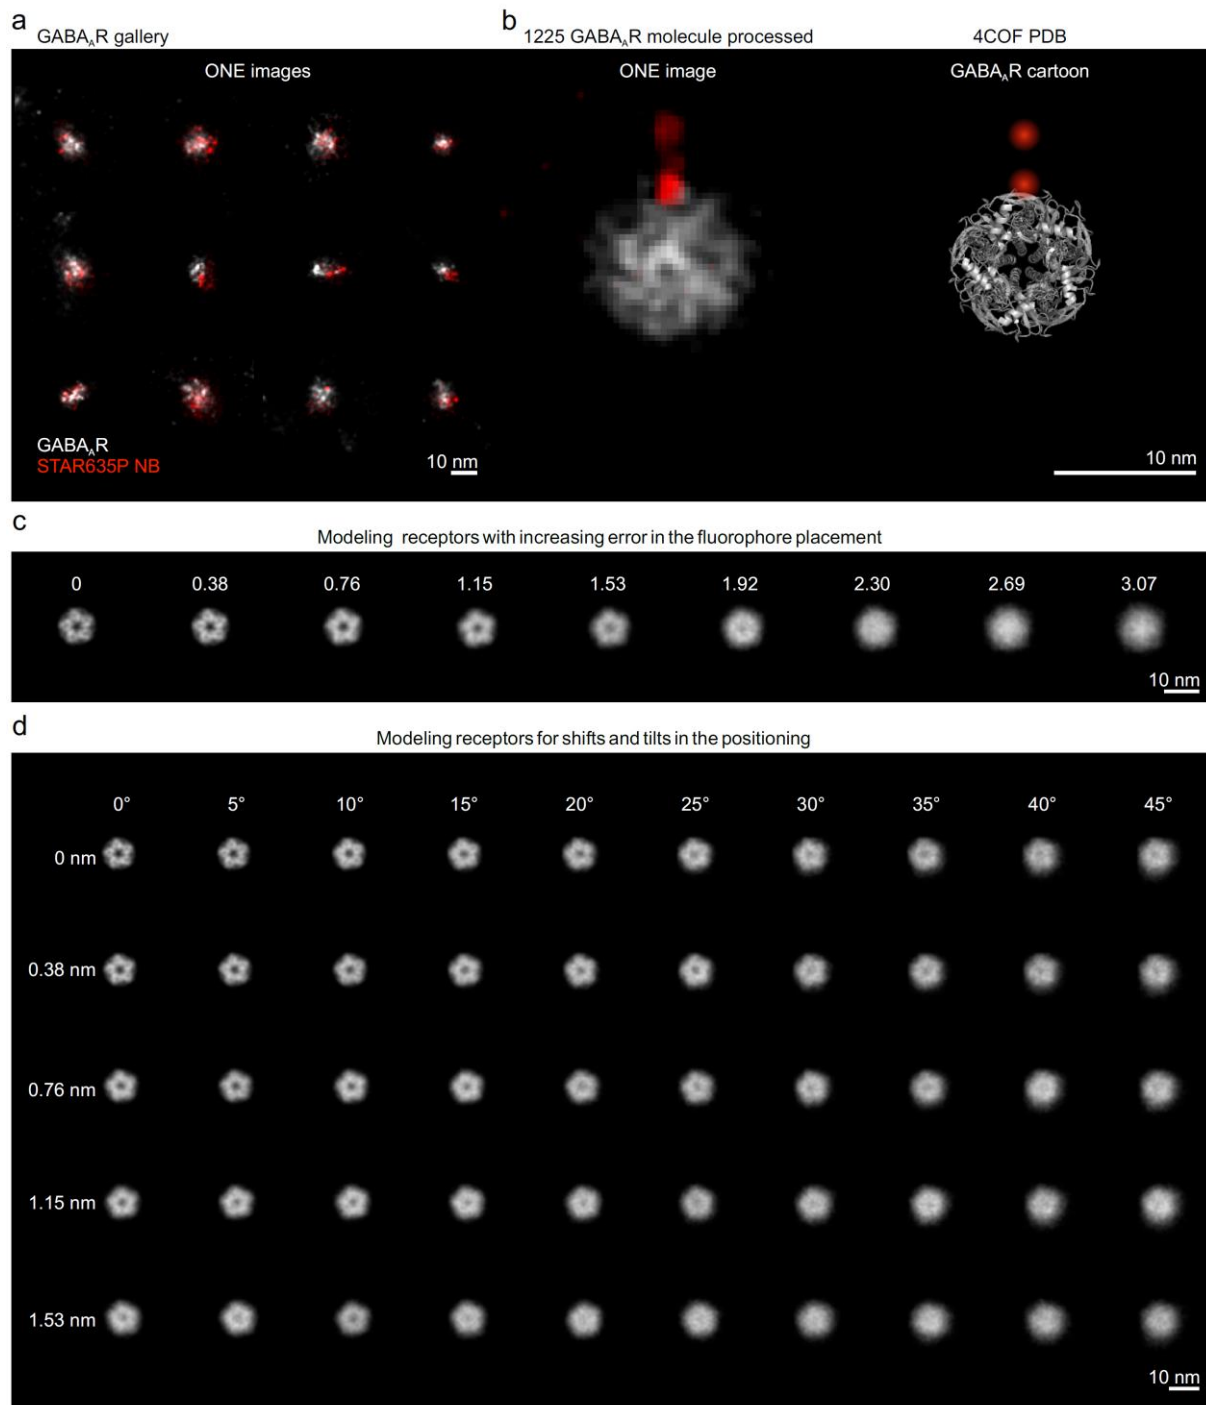 a
GABAAR gallery
ONE images
GABAAR
STAR635P NB
10 nm
b
1225 GABAAR molecule processed
4COF PDB
ONE image
GABAAR cartoon
10 nm
c
Modeling receptors with increasing error in the fluorophore placement
0 0.38 0.76 1.15 1.53 1.92 2.30 2.69 3.07
10 nm
d
Modeling receptors for shifts and tilts in the positioning
0° 5° 10° 15° 20° 25° 30° 35° 40° 45°
0 nm
0.38 nm
0.76 nm
1.15 nm
1.53 nm
10 nm